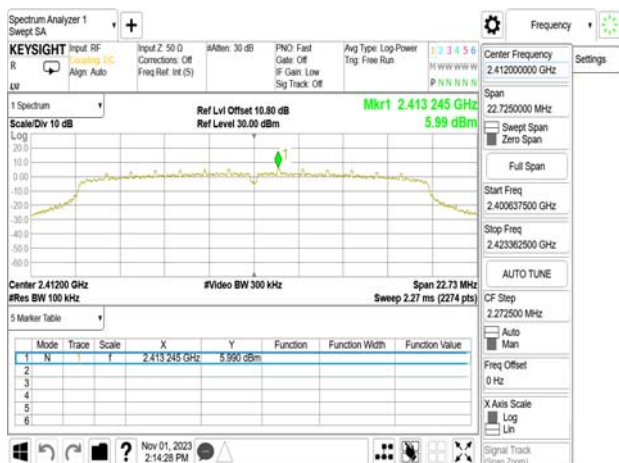 Spectrum Analyzer 1
Swept SA
+
Frequency
KEYSIGHT
R
LXI
Input: RF
Coupling: DC
Align: Auto
Input Z: 50 Ω
Corrections: Off
Freq Ref: Int (S)
#Atten: 30 dB
PNO: Fast
Gate: Off
IF Gain: Low
Sig Track: Off
Avg Type: Log-Power
Trig: Free Run
1 2 3 4 5 6
M W W W W W
P N N N N N
1 Spectrum
Scale/Div 10 dB
Ref Lvl Offset 10.80 dB
Ref Level 30.00 dBm
Mkr1 2.413 245 GHz
5.99 dBm
Log
20.0
10.0
0.00
-10.0
-20.0
-30.0
-40.0
-50.0
-60.0
1
Center 2.41200 GHz
#Res BW 100 kHz
#Video BW 300 kHz
Span 22.73 MHz
Sweep 2.27 ms (2274 pts)
5 Marker Table
Mode Trace Scale X Y Function Function Width Function Value
1 N 1 f 2.413 245 GHz 5.990 dBm
2
3
4
5
6
Nov 01, 2023
2:14:28 PM
Center Frequency
2.412000000 GHz
Settings
Span
22.7250000 MHz
Swept Span
Zero Span
Full Span
Start Freq
2.400637500 GHz
Stop Freq
2.423362500 GHz
AUTO TUNE
CF Step
2.272500 MHz
Auto
Man
Freq Offset
0 Hz
X Axis Scale
Log
Lin
Signal Track
(Span Zoom)